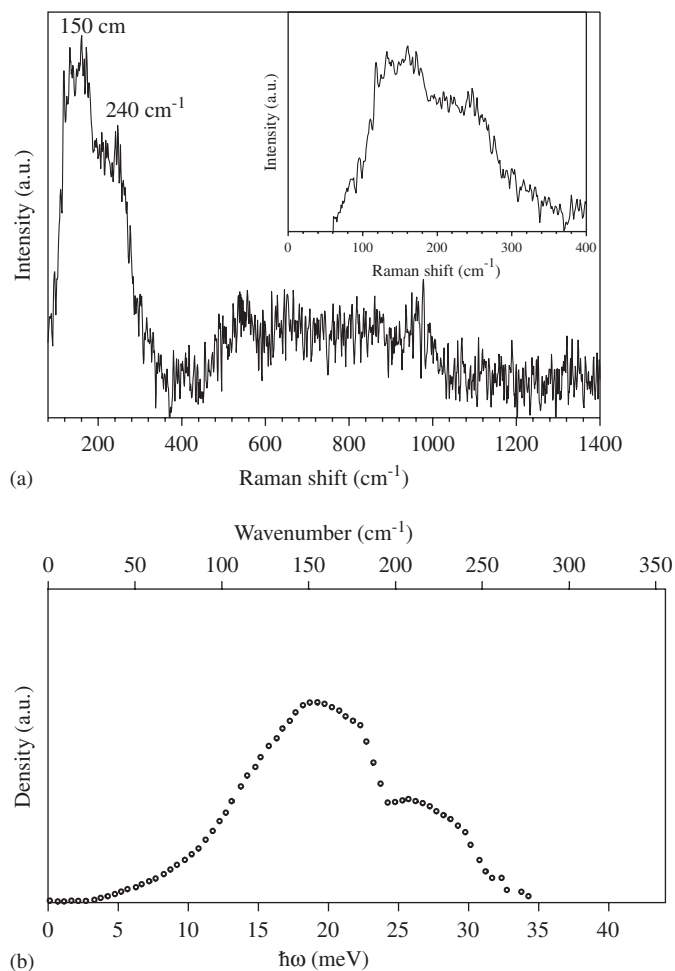 150 cm
240 cm⁻¹
Intensity (a.u.)
Intensity (a.u.)
0 100 200 300 400
Raman shift (cm⁻¹)
200 400 600 800 1000 1200 1400
Raman shift (cm⁻¹)
(a)
Wavenumber (cm⁻¹)
0 50 100 150 200 250 300 350
Density (a.u.)
0 5 10 15 20 25 30 35 40
ħω (meV)
(b)